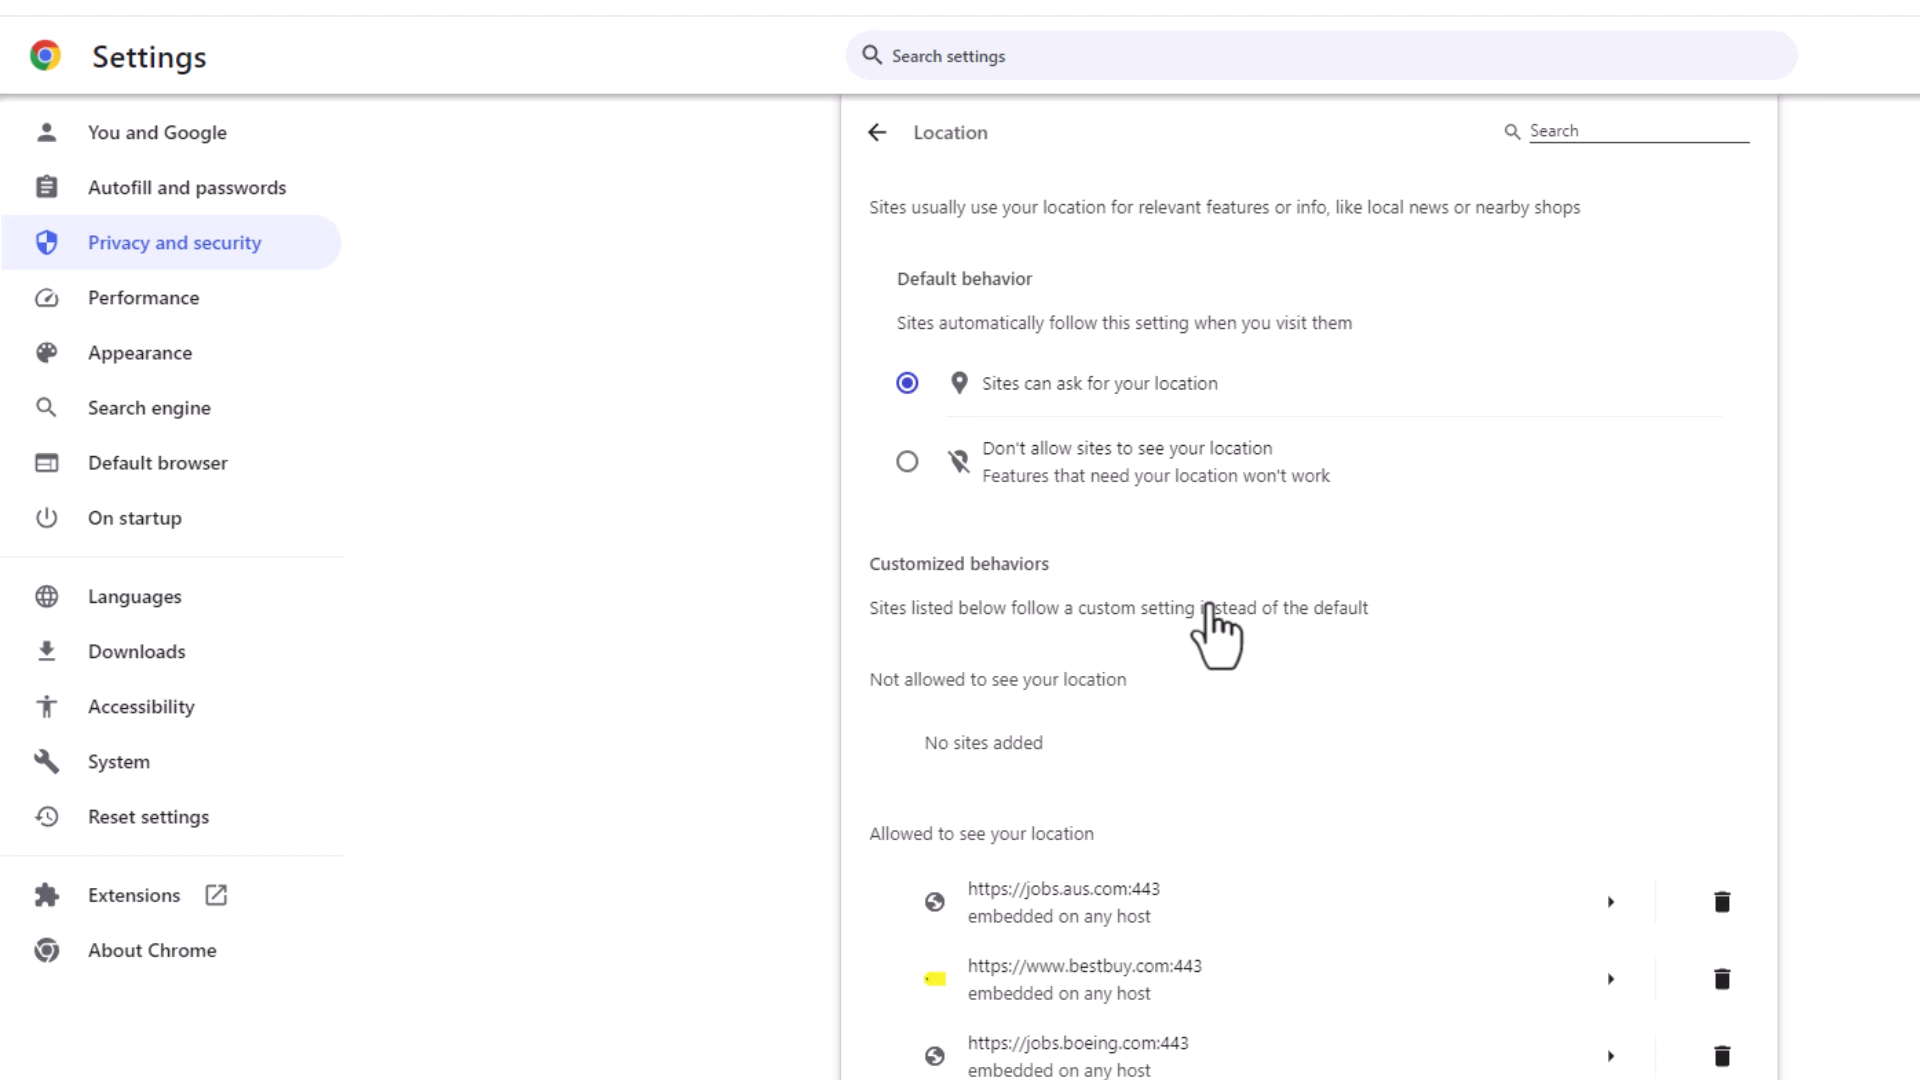 Settings
Search settings
You and Google
Autofill and passwords
Privacy and security
Performance
Appearance
Search engine
Default browser
On startup
Languages
Downloads
Accessibility
System
Reset settings
Extensions
About Chrome
Location
Search
Sites usually use your location for relevant features or info, like local news or nearby shops
Default behavior
Sites automatically follow this setting when you visit them
Sites can ask for your location
Don't allow sites to see your location
Features that need your location won't work
Customized behaviors
Sites listed below follow a custom setting instead of the default
Not allowed to see your location
No sites added
Allowed to see your location
https://jobs.aus.com:443
embedded on any host
https://www.bestbuy.com:443
embedded on any host
https://jobs.boeing.com:443
embedded on any host